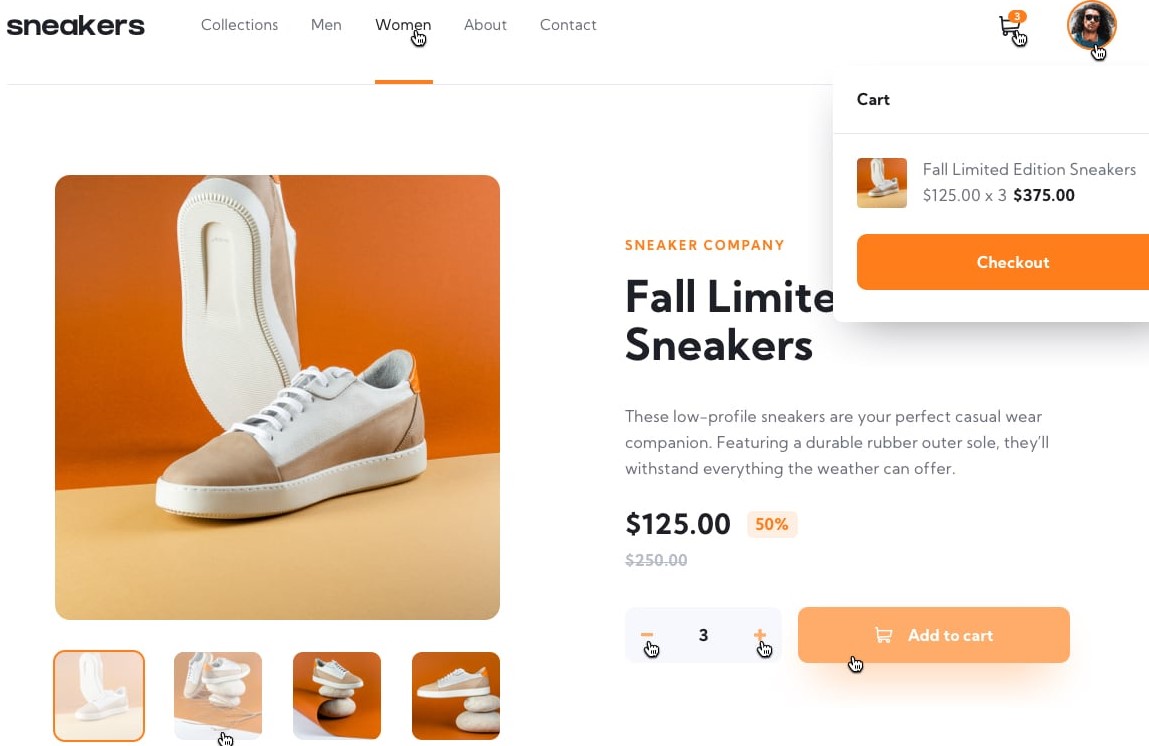 sneakers
Collections
Men
Women
About
Contact
3
Cart
Fall Limited Edition Sneakers
$125.00 x 3 $375.00
Checkout
SNEAKER COMPANY
Fall Limite
Sneakers
These low-profile sneakers are your perfect casual wear
companion. Featuring a durable rubber outer sole, they’ll
withstand everything the weather can offer.
$125.00 50%
$250.00
3
Add to cart